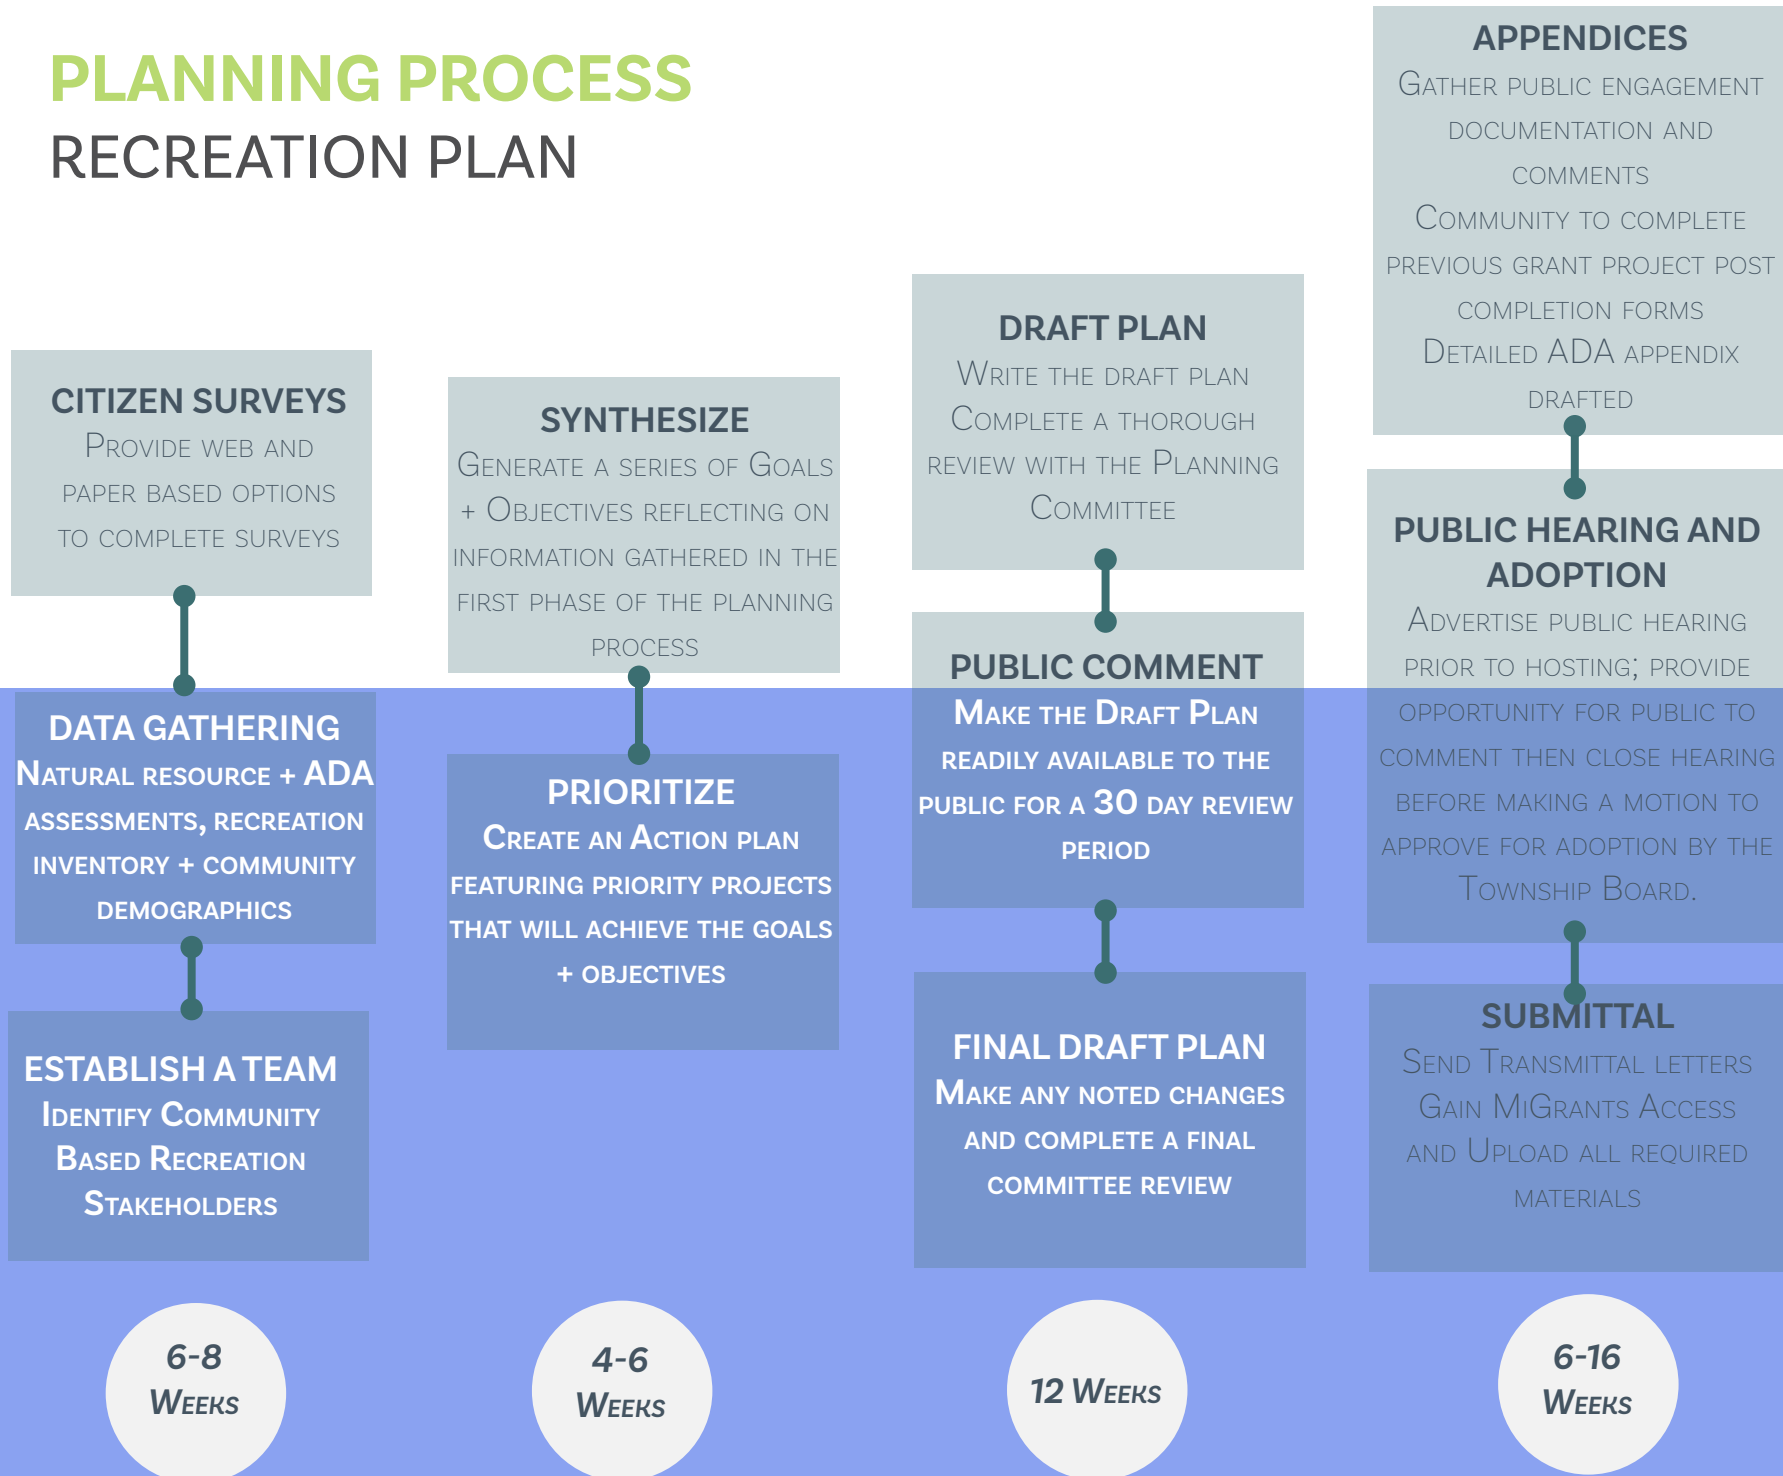 PLANNING PROCESS
RECREATION PLAN
CITIZEN SURVEYS
Provide web and
paper based options
to complete surveys
DATA GATHERING
Natural resource + ADA
assessments, recreation
inventory + community
demographics
ESTABLISH A TEAM
Identify Community
Based Recreation
Stakeholders
6-8
Weeks
SYNTHESIZE
Generate a series of Goals
+ Objectives reflecting on
information gathered in the
first phase of the planning
process
PRIORITIZE
Create an Action plan
featuring priority projects
that will achieve the goals
+ objectives
4-6
Weeks
DRAFT PLAN
Write the draft plan
Complete a thorough
review with the Planning
Committee
PUBLIC COMMENT
Make the Draft Plan
readily available to the
public for a 30 day review
period
FINAL DRAFT PLAN
Make any noted changes
and complete a final
committee review
12 Weeks
APPENDICES
Gather public engagement
documentation and
comments
Community to complete
previous grant project post
completion forms
Detailed ADA appendix
drafted
PUBLIC HEARING AND
ADOPTION
Advertise public hearing
prior to hosting; provide
opportunity for public to
comment then close hearing
before making a motion to
approve for adoption by the
Township Board.
SUBMITTAL
Send Transmittal letters
Gain MiGrants Access
and Upload all required
materials
6-16
Weeks